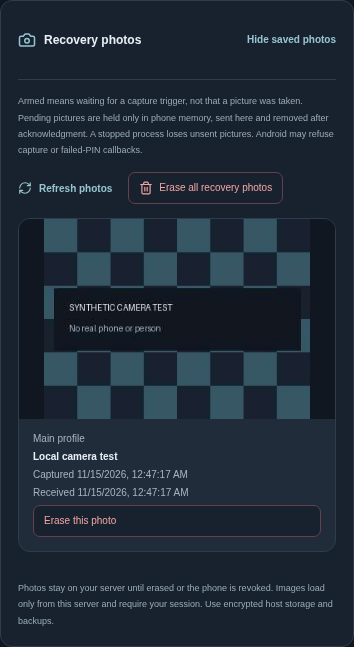 Recovery photos
Hide saved photos
Armed means waiting for a capture trigger, not that a picture was taken.
Pending pictures are held only in phone memory, sent here and removed after
acknowledgment. A stopped process loses unsent pictures. Android may refuse
capture or failed-PIN callbacks.
Refresh photos
Erase all recovery photos
SYNTHETIC CAMERA TEST
No real phone or person
Main profile
Local camera test
Captured 11/15/2026, 12:47:17 AM
Received 11/15/2026, 12:47:17 AM
Erase this photo
Photos stay on your server until erased or the phone is revoked. Images load
only from this server and require your session. Use encrypted host storage and
backups.